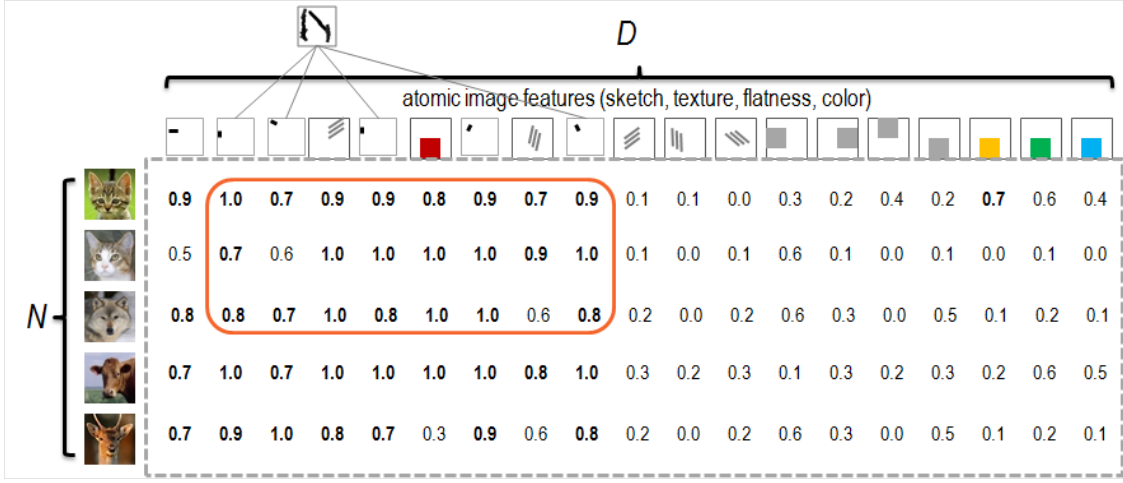 D
atomic image features (sketch, texture, flatness, color)
0.9 1.0 0.7 0.9 0.9 0.8 0.9 0.7 0.9 0.1 0.1 0.0 0.3 0.2 0.4 0.2 0.7 0.6 0.4
0.5 0.7 0.6 1.0 1.0 1.0 1.0 0.9 1.0 0.1 0.0 0.1 0.6 0.1 0.0 0.1 0.0 0.1 0.0
N
0.8 0.8 0.7 1.0 0.8 1.0 1.0 0.6 0.8 0.2 0.0 0.2 0.6 0.3 0.0 0.5 0.1 0.2 0.1
0.7 1.0 0.7 1.0 1.0 1.0 1.0 0.8 1.0 0.3 0.2 0.3 0.1 0.3 0.2 0.3 0.2 0.6 0.5
0.7 0.9 1.0 0.8 0.7 0.3 0.9 0.6 0.8 0.2 0.0 0.2 0.6 0.3 0.0 0.5 0.1 0.2 0.1